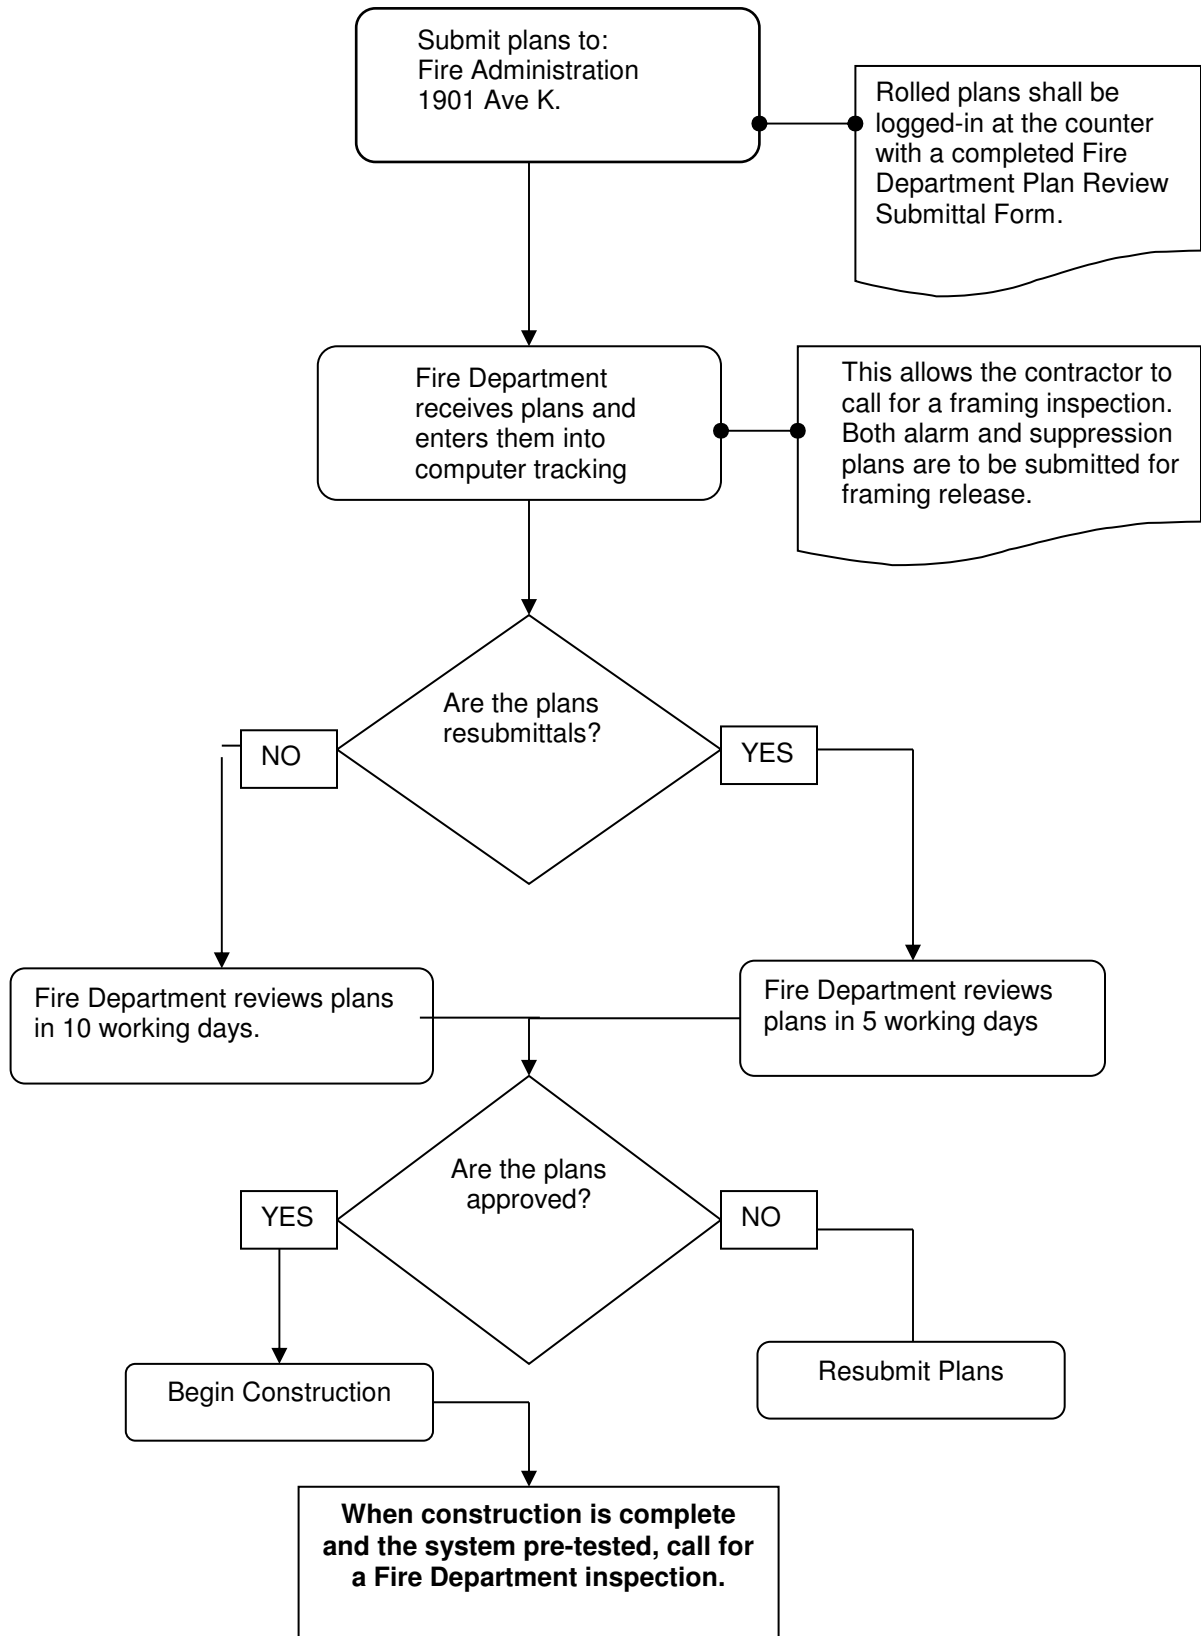 Submit plans to:
Fire Administration
1901 Ave K.
Rolled plans shall be
logged-in at the counter
with a completed Fire
Department Plan Review
Submittal Form.
Fire Department
receives plans and
enters them into
computer tracking
This allows the contractor to
call for a framing inspection.
Both alarm and suppression
plans are to be submitted for
framing release.
Are the plans
resubmittals?
NO
YES
Fire Department reviews plans
in 10 working days.
Fire Department reviews
plans in 5 working days
Are the plans
approved?
YES
NO
Begin Construction
Resubmit Plans
When construction is complete
and the system pre-tested, call for
a Fire Department inspection.